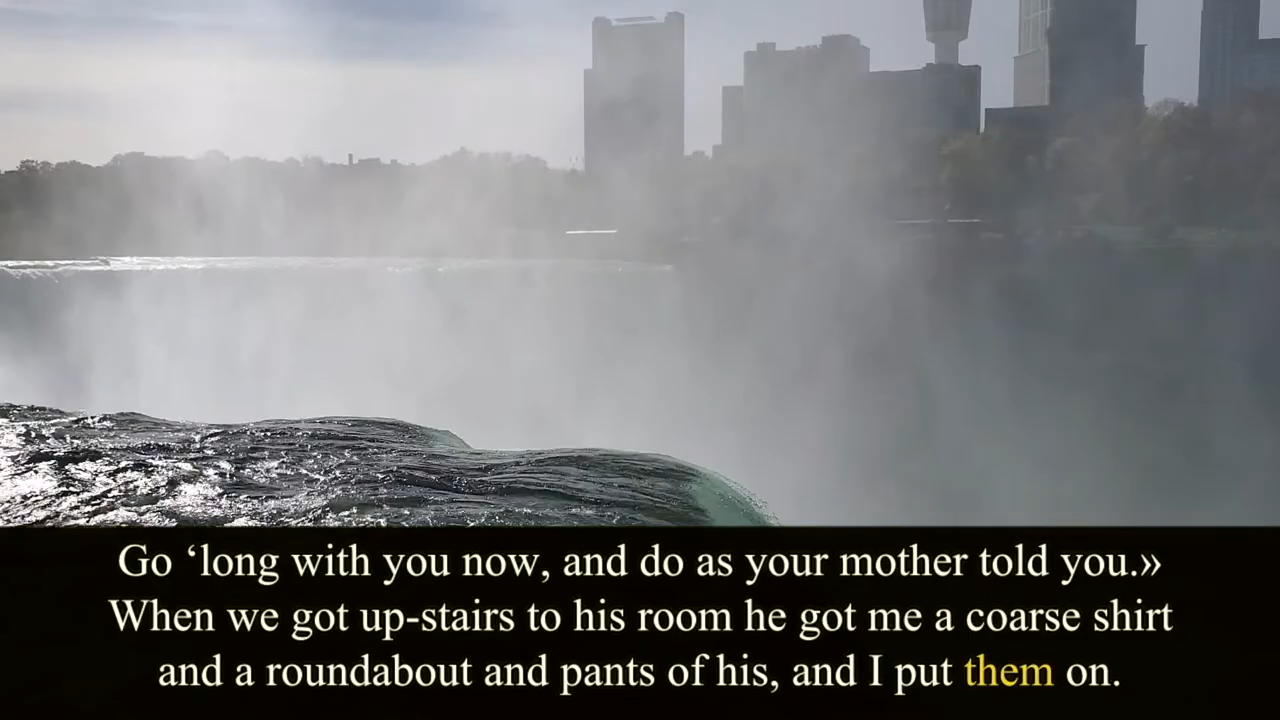 Go ‘long with you now, and do as your mother told you.»
When we got up-stairs to his room he got me a coarse shirt
and a roundabout and pants of his, and I put them on.